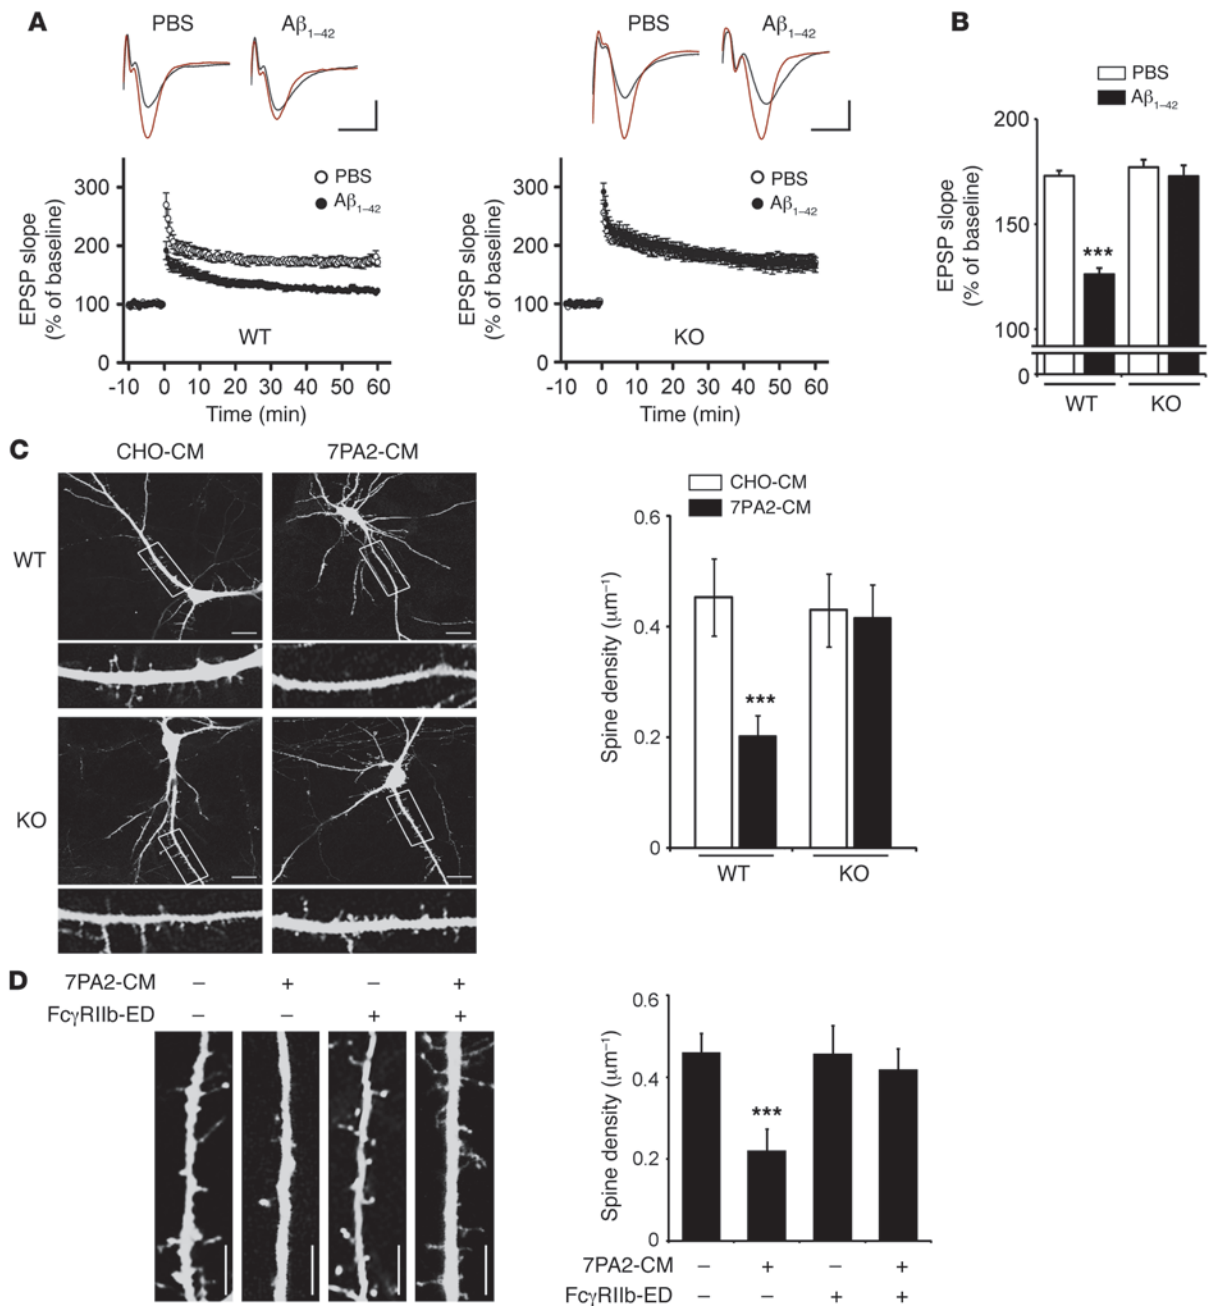 A
PBS
Aβ1–42
300
200
100
0
EPSP slope
(% of baseline)
PBS
Aβ1–42
WT
-10 0 10 20 30 40 50 60
Time (min)
PBS
Aβ1–42
300
200
100
0
EPSP slope
(% of baseline)
PBS
Aβ1–42
KO
-10 0 10 20 30 40 50 60
Time (min)
B
PBS
Aβ1–42
200
150
100
0
EPSP slope
(% of baseline)
***
WT KO
C
CHO-CM 7PA2-CM
WT
KO
CHO-CM
7PA2-CM
0.6
0.4
0.2
0
Spine density (μm⁻¹)
***
WT KO
D
7PA2-CM – + – +
FcγRIIb-ED – – + +
0.6
0.4
0.2
0
Spine density (μm⁻¹)
***
7PA2-CM – + – +
FcγRIIb-ED – – + +